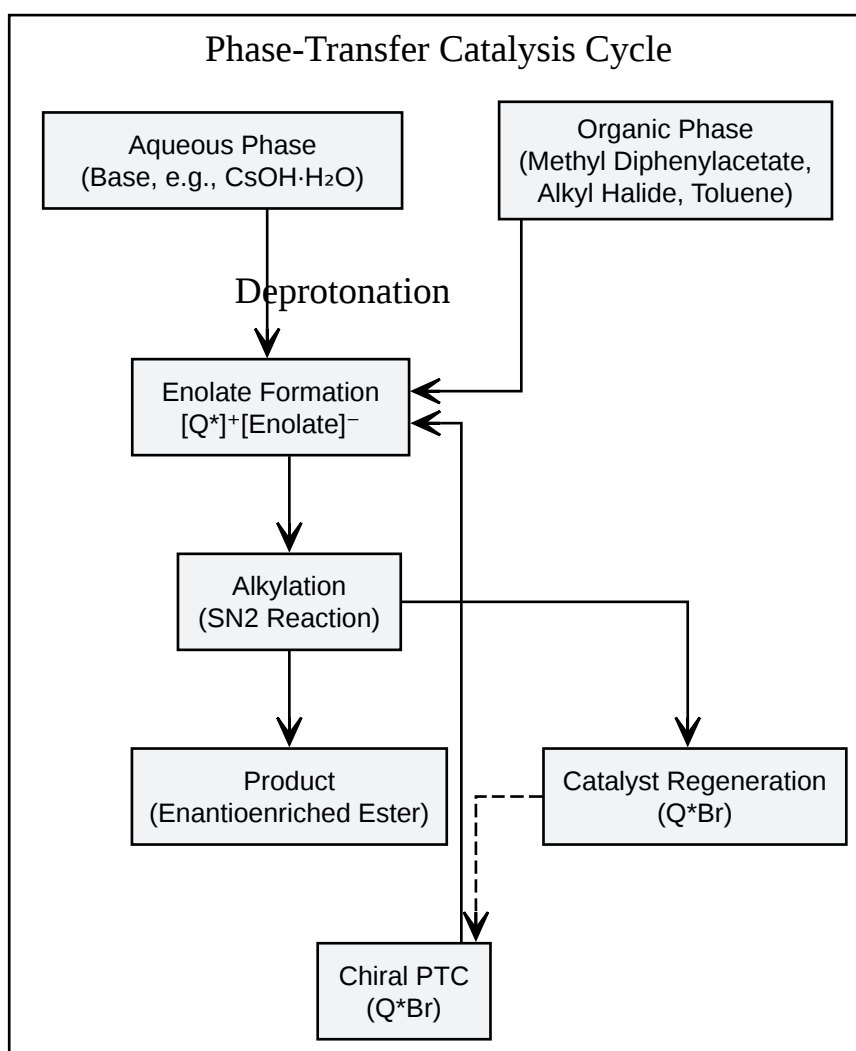 Phase-Transfer Catalysis Cycle
Aqueous Phase
(Base, e.g., CsOH·H₂O)
Organic Phase
(Methyl Diphenylacetate,
Alkyl Halide, Toluene)
Deprotonation
Enolate Formation
[Q*]⁺[Enolate]⁻
Alkylation
(SN2 Reaction)
Product
(Enantioenriched Ester)
Catalyst Regeneration
(Q*Br)
Chiral PTC
(Q*Br)